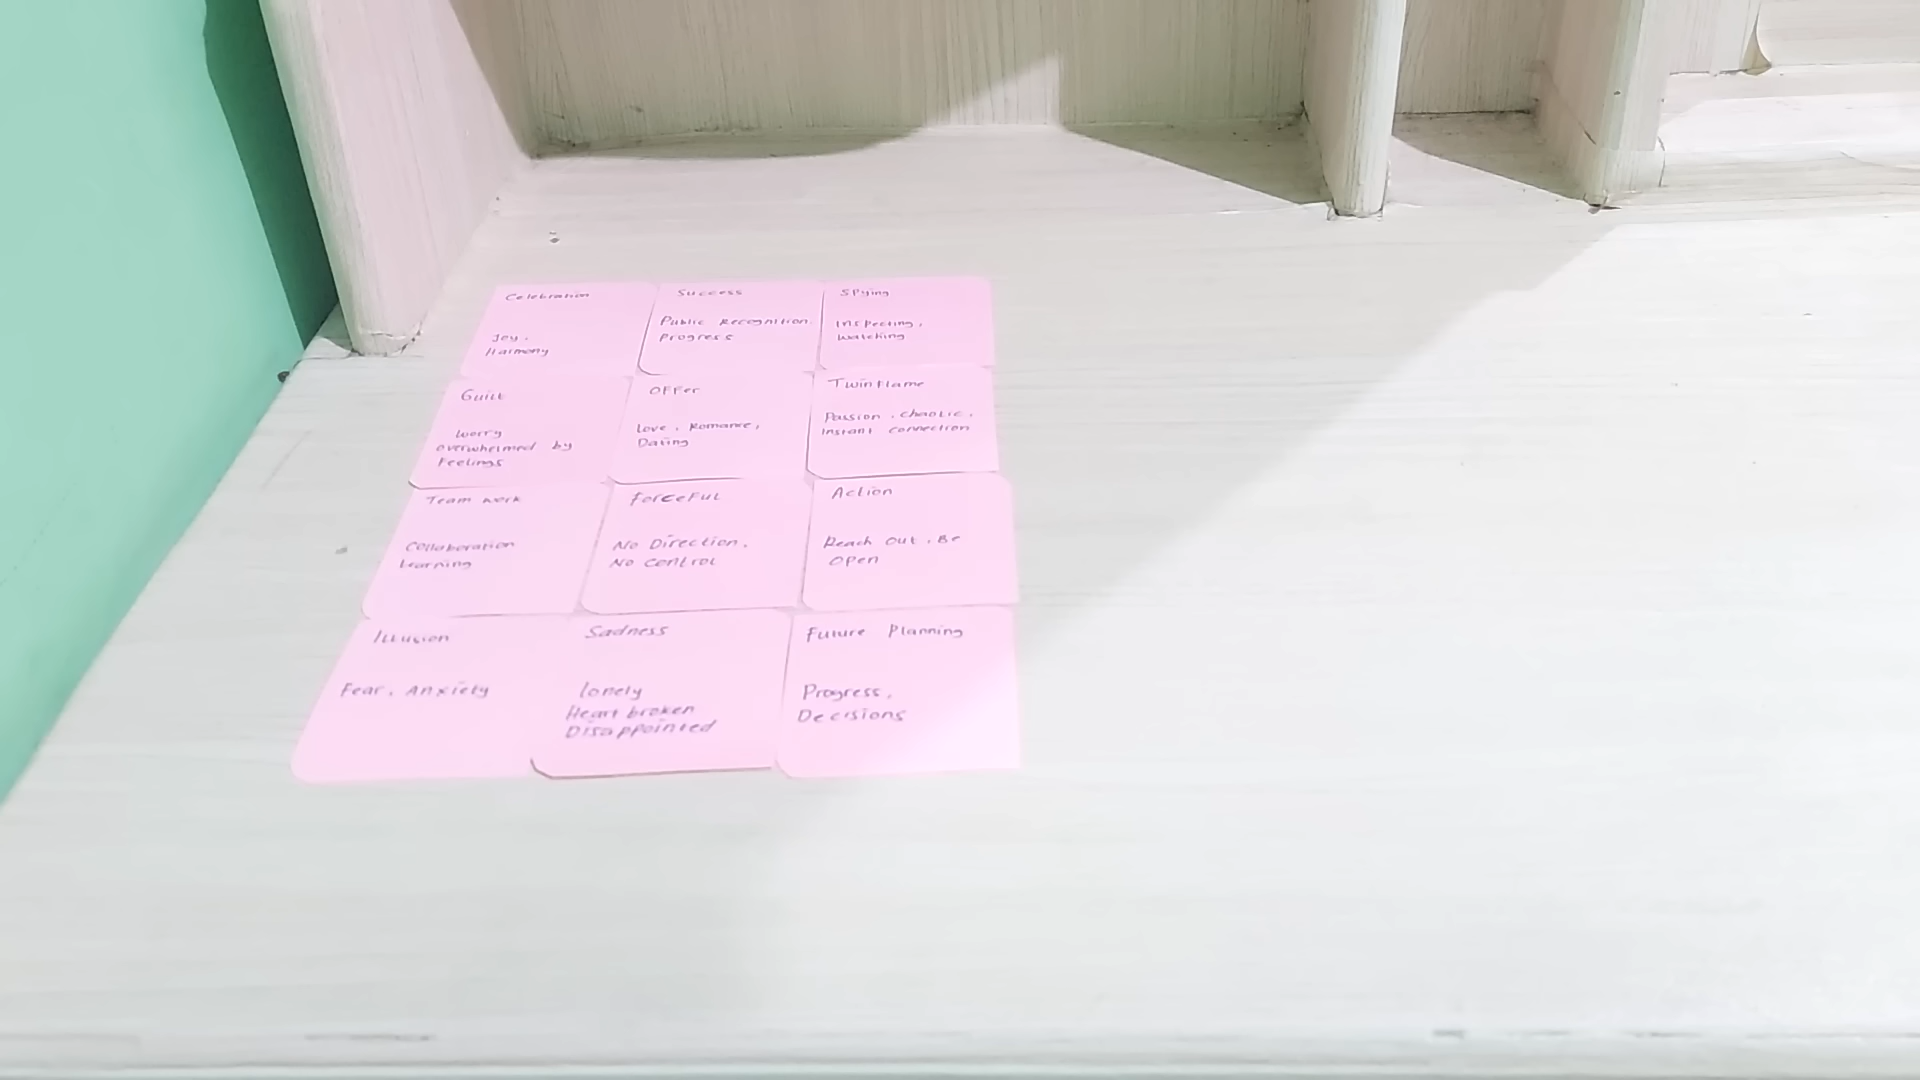 Celebration
Joy,
Harmony
Success
Public Recognition.
Progress
Spying
Inspecting,
Watching
Guilt
Worry
overwhelmed by
Feelings
Offer
Love, Romance,
Dating
Twin Flame
Passion, chaotic,
Instant connection
Team work
Collaboration
Learning
Forceful
No Direction,
No control
Action
Reach Out, Be
Open
Illusion
Fear, Anxiety
Sadness
lonely
Heart broken
Disappointed
Future Planning
Progress,
Decisions